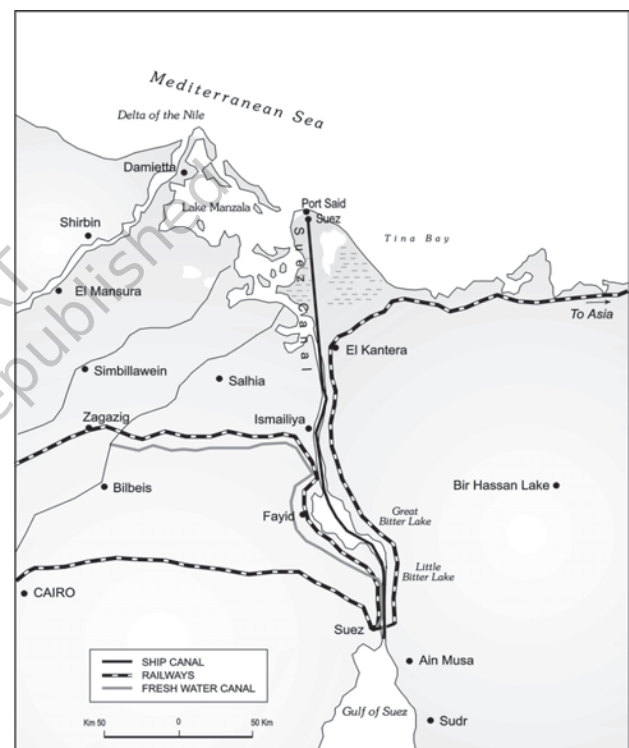 Mediterranean Sea
Delta of the Nile
Damietta
Port Said
Lake Manzala
Suez
Shirbin
Tina Bay
Suez Canal
El Mansura
To Asia
El Kantera
Simbillawein
Salhia
Zagazig
Ismailiya
Bilbeis
Bir Hassan Lake
Fayid
Great
Bitter Lake
Little
Bitter Lake
CAIRO
Suez
SHIP CANAL
RAILWAYS
FRESH WATER CANAL
Ain Musa
Gulf of Suez
Sudr
Km 50 0 50 Km
republished